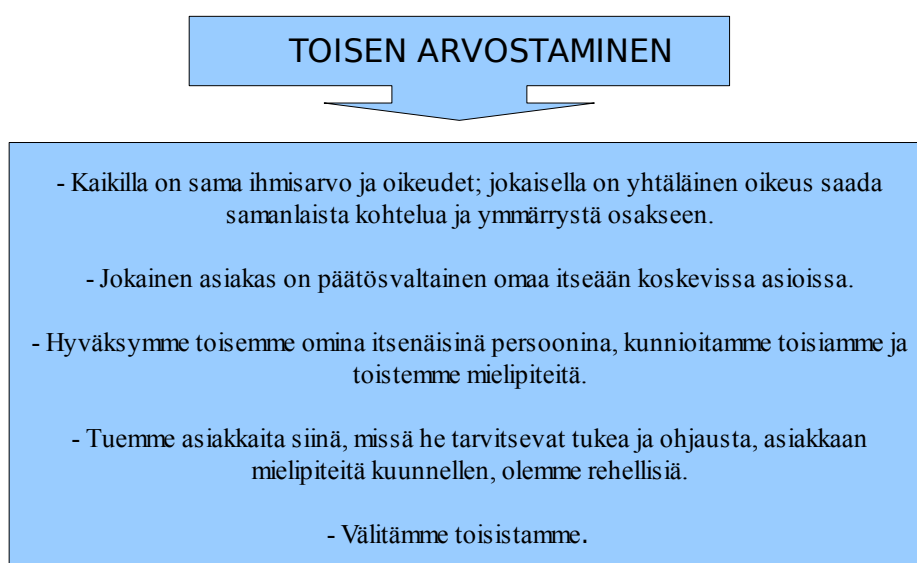 TOISEN ARVOSTAMINEN
- Kaikilla on sama ihmisarvo ja oikeudet; jokaisella on yhtäläinen oikeus saada
samanlaista kohtelua ja ymmärrystä osakseen.
- Jokainen asiakas on päätösvaltainen omaa itseään koskevissa asioissa.
- Hyväksymme toisemme omina itsenäisinä persoonina, kunnioitamme toisiamme ja
toistemme mielipiteitä.
- Tuemme asiakkaita siinä, missä he tarvitsevat tukea ja ohjausta, asiakkaan
mielipiteitä kuunnellen, olemme rehellisiä.
- Välitämme toisistamme.